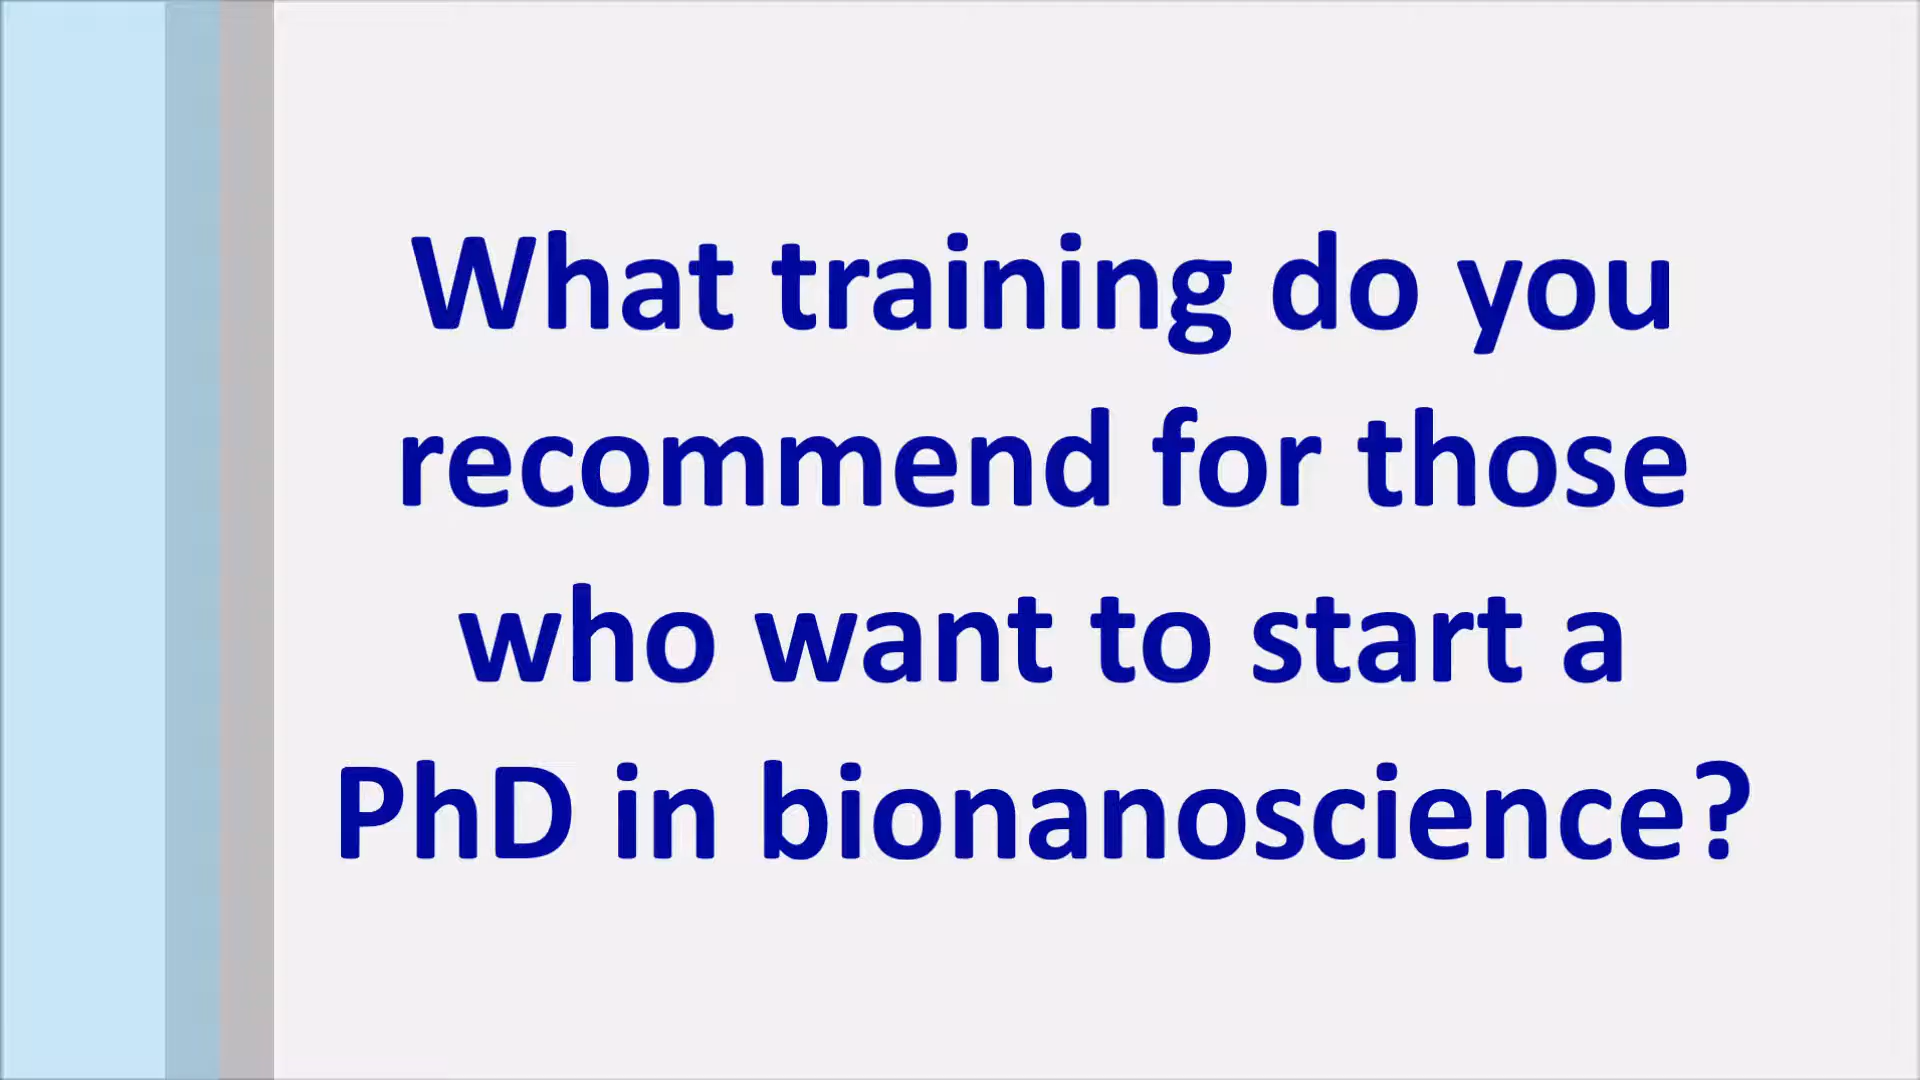 What training do you
recommend for those
who want to start a
PhD in bionanoscience?